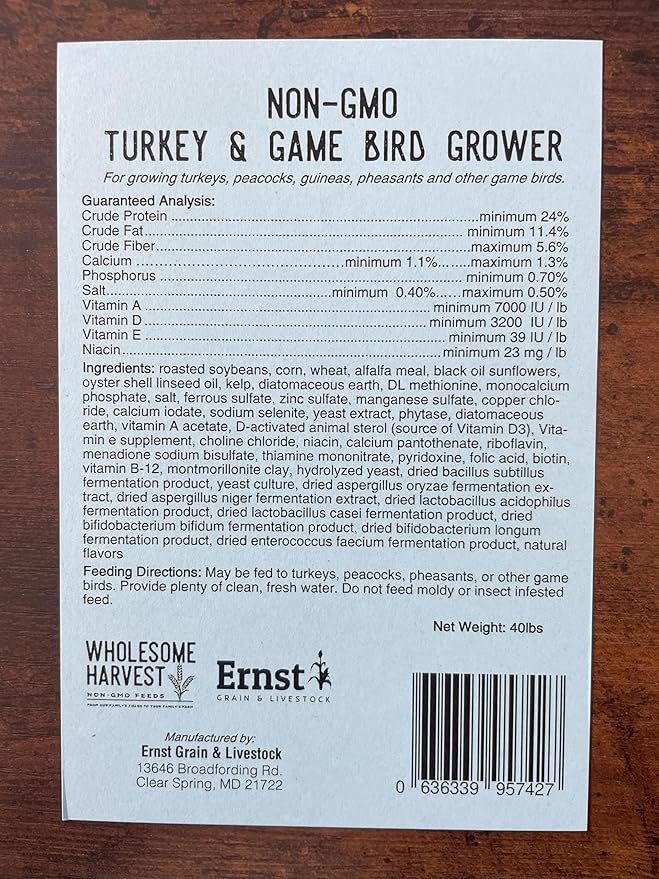 NON-GMO
TURKEY & GAME BIRD GROWER
For growing turkeys, peacocks, guineas, pheasants and other game birds.
Guaranteed Analysis:
Crude Protein ..........minimum 24%
Crude Fat.......... minimum 11.4%
Crude Fiber..........maximum 5.6%
Calcium ..........minimum 1.1%......maximum 1.3%
Phosphorus .......... minimum 0.70%
Salt..........minimum 0.40%......maximum 0.50%
Vitamin A ..........minimum 7000 IU / lb
Vitamin D.......... minimum 3200 IU / lb
Vitamin E .......... minimum 39 IU / lb
Niacin..........minimum 23 mg / lb
Ingredients: roasted soybeans, corn, wheat, alfalfa meal, black oil sunflowers,
oyster shell linseed oil, kelp, diatomaceous earth, DL methionine, monocalcium
phosphate, salt, ferrous sulfate, zinc sulfate, manganese sulfate, copper chlo-
ride, calcium iodate, sodium selenite, yeast extract, phytase, diatomaceous
earth, vitamin A acetate, D-activated animal sterol (source of Vitamin D3), Vita-
min e supplement, choline chloride, niacin, calcium pantothenate, riboflavin,
menadione sodium bisulfate, thiamine mononitrate, pyridoxine, folic acid, biotin,
vitamin B-12, montmorillonite clay, hydrolyzed yeast, dried bacillus subtillus
fermentation product, yeast culture, dried aspergillus oryzae fermentation ex-
tract, dried aspergillus niger fermentation extract, dried lactobacillus acidophilus
fermentation product, dried lactobacillus casei fermentation product, dried
bifidobacterium bifidum fermentation product, dried bifidobacterium longum
fermentation product, dried enterococcus faecium fermentation product, natural
flavors
Feeding Directions: May be fed to turkeys, peacocks, pheasants, or other game
birds. Provide plenty of clean, fresh water. Do not feed moldy or insect infested
feed.
Net Weight: 40lbs
WHOLESOME
HARVEST
NON-GMO FEEDS
FROM OUR FAMILY'S FIELDS TO YOUR FAMILY'S FARM
Ernst
GRAIN & LIVESTOCK
Manufactured by:
Ernst Grain & Livestock
13646 Broadfording Rd.
Clear Spring, MD 21722
0 636339 957427